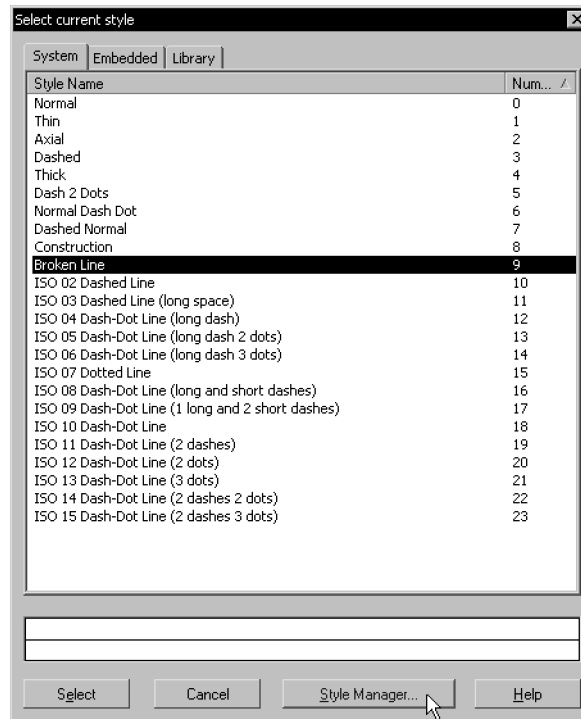 Select current style
System Embedded Library
Style Name Num...
Normal 0
Thin 1
Axial 2
Dashed 3
Thick 4
Dash 2 Dots 5
Normal Dash Dot 6
Dashed Normal 7
Construction 8
Broken Line 9
ISO 02 Dashed Line 10
ISO 03 Dashed Line (long space) 11
ISO 04 Dash-Dot Line (long dash) 12
ISO 05 Dash-Dot Line (long dash 2 dots) 13
ISO 06 Dash-Dot Line (long dash 3 dots) 14
ISO 07 Dotted Line 15
ISO 08 Dash-Dot Line (long and short dashes) 16
ISO 09 Dash-Dot Line (1 long and 2 short dashes) 17
ISO 10 Dash-Dot Line 18
ISO 11 Dash-Dot Line (2 dashes) 19
ISO 12 Dash-Dot Line (2 dots) 20
ISO 13 Dash-Dot Line (3 dots) 21
ISO 14 Dash-Dot Line (2 dashes 2 dots) 22
ISO 15 Dash-Dot Line (2 dashes 3 dots) 23
Select Cancel Style Manager... Help